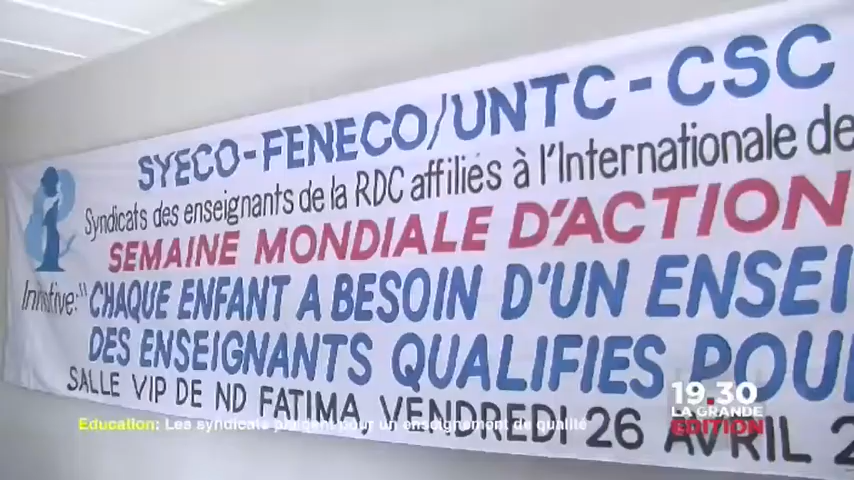 SYECO-FENECO/UNTC-CSC
Syndicats des enseignants de la RDC affiliés à l'Internationale de
SEMAINE MONDIALE D'ACTION
Initiative:"CHAQUE ENFANT A BESOIN D'UN ENSEI
DES ENSEIGNANTS QUALIFIES POU
SALLE VIP DE ND FATIMA, VENDREDI 26 AVRIL 2
19.30
LA GRANDE
EDITION
Education: Les syndicats plaident pour un enseignement de qualité